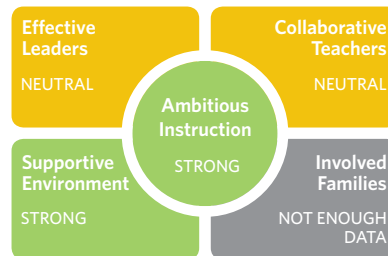 Effective
Leaders
NEUTRAL
Collaborative
Teachers
NEUTRAL
Ambitious
Instruction
STRONG
Supportive
Environment
STRONG
Involved
Families
NOT ENOUGH
DATA